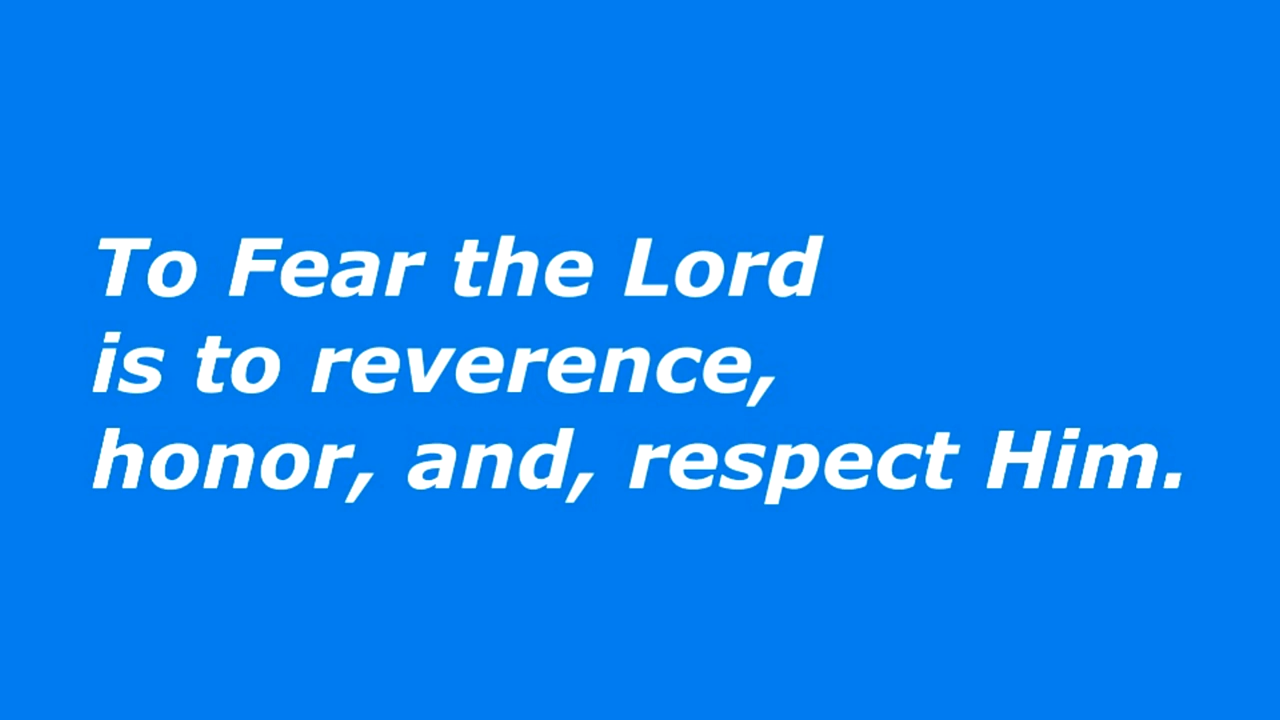 To Fear the Lord
is to reverence,
honor, and, respect Him.